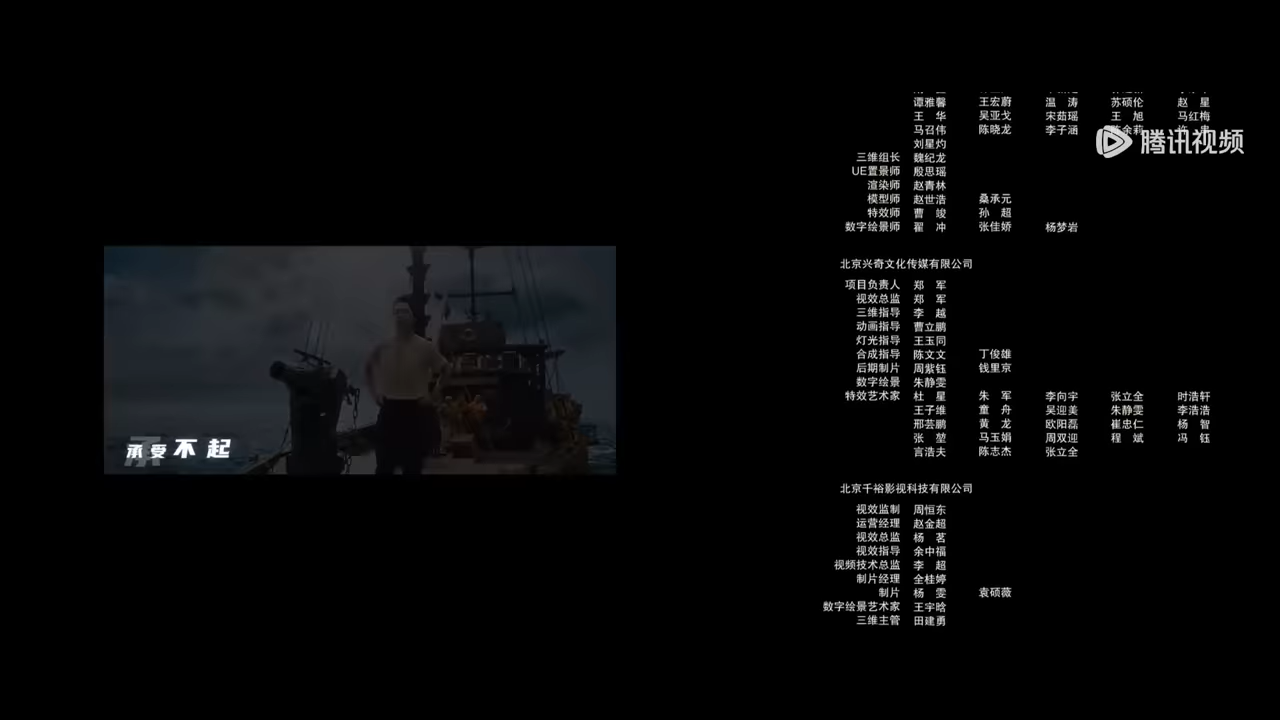 谭雅馨 王宏蔚 温 涛 苏硕伦 赵 星
王 华 吴亚戈 宋茹瑶 王 旭 马红梅
马召伟 陈晓龙 李子涵
腾讯视频
刘星灼
三维组长 魏纪龙
UE置景师 殷思瑶
渲染师 赵青林
模型师 赵世浩 桑承元
特效师 曹 竣 孙 超
数字绘景师 翟 冲 张佳娇 杨梦岩
北京兴奇文化传媒有限公司
项目负责人 郑 军
视效总监 郑 军
三维指导 李 越
动画指导 曹立鹏
灯光指导 王玉同
合成指导 陈文文 丁俊雄
后期制片 周紫钰 钱里京
数字绘景 朱静雯
特效艺术家 杜 星 朱 军 李向宇 张立全 时浩轩
王子维 童 舟 吴迎美 朱静雯 李浩浩
邢芸鹏 黄 龙 欧阳磊 崔忠仁 杨 智
张 堃 马玉娟 周双迎 程 斌 冯 钰
言浩夫 陈志杰 张立全
承受不起
北京千裕影视科技有限公司
视效监制 周恒东
运营经理 赵金超
视效总监 杨 茗
视效指导 余中福
视频技术总监 李 超
制片经理 全桂婷
制片 杨 雯 袁硕薇
数字绘景艺术家 王宇晗
三维主管 田建勇